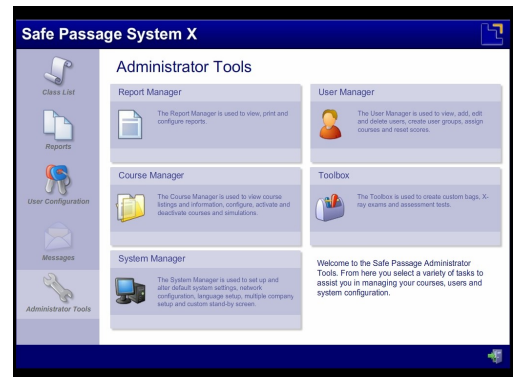 Safe Passage System X
Class List
Reports
User Configuration
Messages
Administrator Tools
Administrator Tools
Report Manager
The Report Manager is used to view, print and
configure reports.
User Manager
The User Manager is used to view, add, edit
and delete users, create user groups, assign
courses and reset scores.
Course Manager
The Course Manager is used to view course
listings and information, configure, activate and
deactivate courses and simulations.
Toolbox
The Toolbox is used to create custom bags, X-
ray exams and assessment tests.
System Manager
The System Manager is used to set up and
alter default system settings, network
configuration, language setup, multiple company
setup and custom stand-by screen.
Welcome to the Safe Passage Administrator
Tools. From here you select a variety of tasks to
assist you in managing your courses, users and
system configuration.